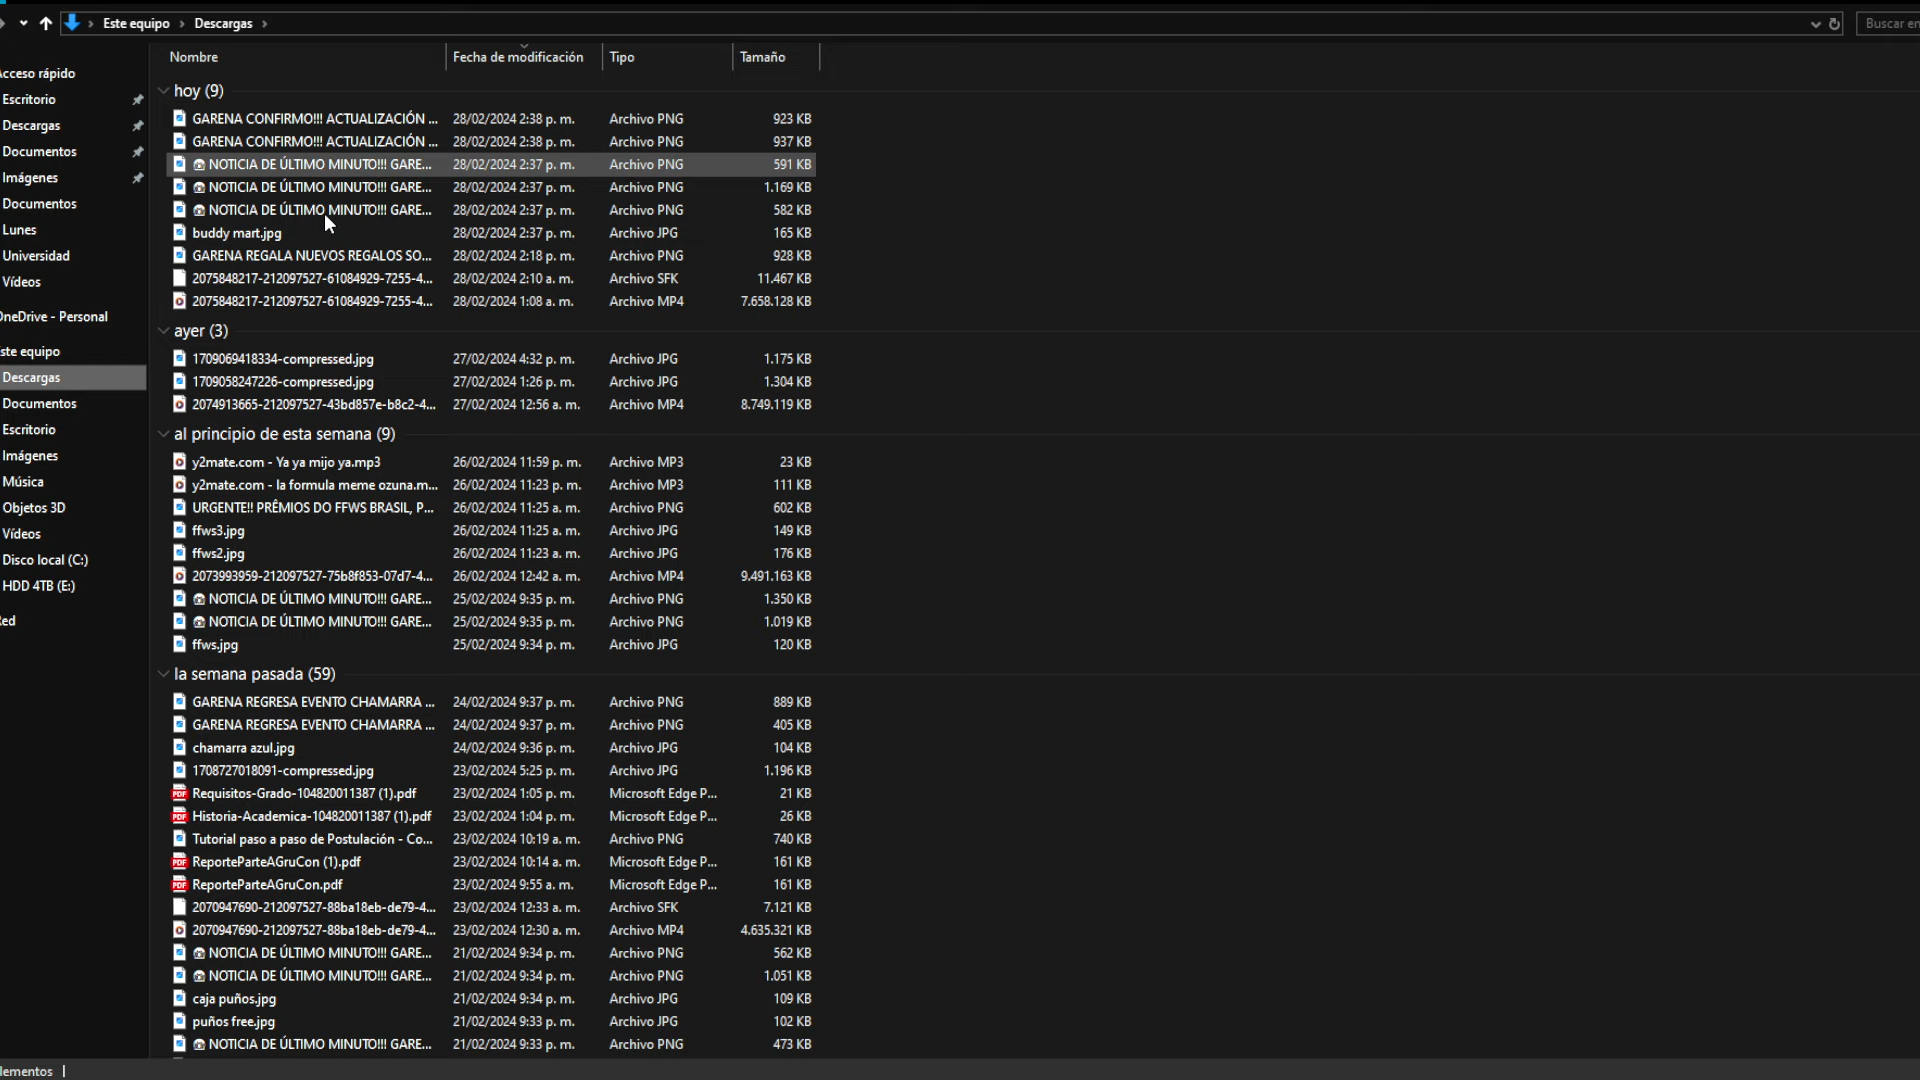 Este equipo > Descargas >
Buscar en
Nombre Fecha de modificación Tipo Tamaño
Acceso rápido
Escritorio
Descargas
Documentos
Imágenes
Documentos
Lunes
Universidad
Vídeos
OneDrive - Personal
Este equipo
Descargas
Documentos
Escritorio
Imágenes
Música
Objetos 3D
Vídeos
Disco local (C:)
HDD 4TB (E:)
Red
hoy (9)
GARENA CONFIRMO!!! ACTUALIZACIÓN ... 28/02/2024 2:38 p. m. Archivo PNG 923 KB
GARENA CONFIRMO!!! ACTUALIZACIÓN ... 28/02/2024 2:38 p. m. Archivo PNG 937 KB
😱 NOTICIA DE ÚLTIMO MINUTO!!! GARE... 28/02/2024 2:37 p. m. Archivo PNG 591 KB
😱 NOTICIA DE ÚLTIMO MINUTO!!! GARE... 28/02/2024 2:37 p. m. Archivo PNG 1.169 KB
😱 NOTICIA DE ÚLTIMO MINUTO!!! GARE... 28/02/2024 2:37 p. m. Archivo PNG 582 KB
buddy mart.jpg 28/02/2024 2:37 p. m. Archivo JPG 165 KB
GARENA REGALA NUEVOS REGALOS SO... 28/02/2024 2:18 p. m. Archivo PNG 928 KB
2075848217-212097527-61084929-7255-4... 28/02/2024 2:10 a. m. Archivo SFK 11.467 KB
2075848217-212097527-61084929-7255-4... 28/02/2024 1:08 a. m. Archivo MP4 7.658.128 KB
ayer (3)
1709069418334-compressed.jpg 27/02/2024 4:32 p. m. Archivo JPG 1.175 KB
1709058247226-compressed.jpg 27/02/2024 1:26 p. m. Archivo JPG 1.304 KB
2074913665-212097527-43bd857e-b8c2-4... 27/02/2024 12:56 a. m. Archivo MP4 8.749.119 KB
al principio de esta semana (9)
y2mate.com - Ya ya mijo ya.mp3 26/02/2024 11:59 p. m. Archivo MP3 23 KB
y2mate.com - la formula meme ozuna.m... 26/02/2024 11:23 p. m. Archivo MP3 111 KB
URGENTE!! PRÊMIOS DO FFWS BRASIL, P... 26/02/2024 11:25 a. m. Archivo PNG 602 KB
ffws3.jpg 26/02/2024 11:25 a. m. Archivo JPG 149 KB
ffws2.jpg 26/02/2024 11:23 a. m. Archivo JPG 176 KB
2073993959-212097527-75b8f853-07d7-4... 26/02/2024 12:42 a. m. Archivo MP4 9.491.163 KB
😱 NOTICIA DE ÚLTIMO MINUTO!!! GARE... 25/02/2024 9:35 p. m. Archivo PNG 1.350 KB
😱 NOTICIA DE ÚLTIMO MINUTO!!! GARE... 25/02/2024 9:35 p. m. Archivo PNG 1.019 KB
ffws.jpg 25/02/2024 9:34 p. m. Archivo JPG 120 KB
la semana pasada (59)
GARENA REGRESA EVENTO CHAMARRA ... 24/02/2024 9:37 p. m. Archivo PNG 889 KB
GARENA REGRESA EVENTO CHAMARRA ... 24/02/2024 9:37 p. m. Archivo PNG 405 KB
chamarra azul.jpg 24/02/2024 9:36 p. m. Archivo JPG 104 KB
1708727018091-compressed.jpg 23/02/2024 5:25 p. m. Archivo JPG 1.196 KB
Requisitos-Grado-104820011387 (1).pdf 23/02/2024 1:05 p. m. Microsoft Edge P... 21 KB
Historia-Academica-104820011387 (1).pdf 23/02/2024 1:04 p. m. Microsoft Edge P... 26 KB
Tutorial paso a paso de Postulación - Co... 23/02/2024 10:19 a. m. Archivo PNG 740 KB
ReporteParteAGruCon (1).pdf 23/02/2024 10:14 a. m. Microsoft Edge P... 161 KB
ReporteParteAGruCon.pdf 23/02/2024 9:55 a. m. Microsoft Edge P... 161 KB
2070947690-212097527-88ba18eb-de79-4... 23/02/2024 12:33 a. m. Archivo SFK 7.121 KB
2070947690-212097527-88ba18eb-de79-4... 23/02/2024 12:30 a. m. Archivo MP4 4.635.321 KB
😱 NOTICIA DE ÚLTIMO MINUTO!!! GARE... 21/02/2024 9:34 p. m. Archivo PNG 562 KB
😱 NOTICIA DE ÚLTIMO MINUTO!!! GARE... 21/02/2024 9:34 p. m. Archivo PNG 1.051 KB
caja puños.jpg 21/02/2024 9:34 p. m. Archivo JPG 109 KB
puños free.jpg 21/02/2024 9:33 p. m. Archivo JPG 102 KB
😱 NOTICIA DE ÚLTIMO MINUTO!!! GARE... 21/02/2024 9:33 p. m. Archivo PNG 473 KB
lementos